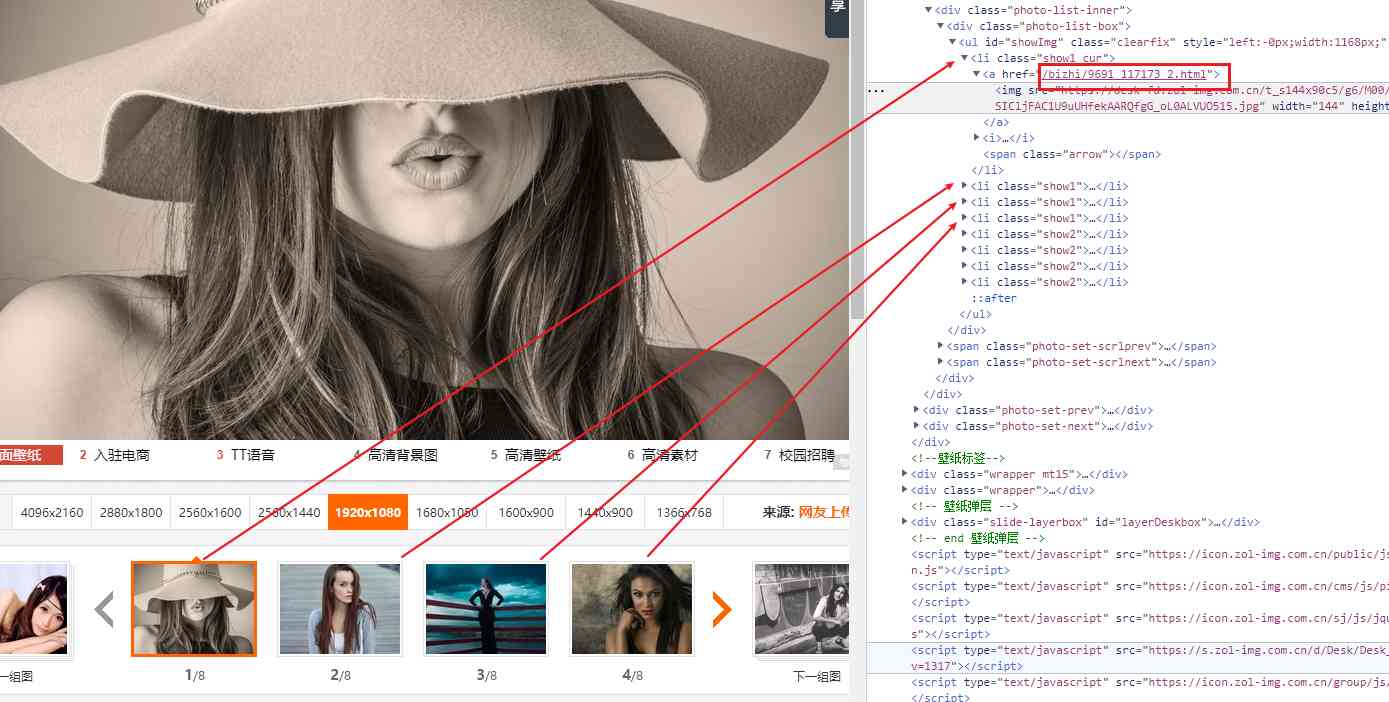 享
面壁纸 2 入驻电商 3 TT语音 4 高清背景图 5 高清壁纸 6 高清素材 7 校园招聘
4096x2160 2880x1800 2560x1600 2560x1440 1920x1080 1680x1050 1600x900 1440x900 1366x768 来源: 网友上传
1/8 2/8 3/8 4/8
一组图 下一组图
▼<div class="photo-list-inner">
▼<div class="photo-list-box">
▼<ul id="showImg" class="clearfix" style="left:-0px;width:1168px;"
▼<li class="show1 cur">
▼<a href="/bizhi/9691_117173_2.html">
...
<img src="https://desk-fd.zol-img.com.cn/t_s144x90c5/g6/M00/
SICljFAC1U9uUHfekAARQfgG_oL0ALVUO515.jpg" width="144" height
</a>
▶<i>…</i>
<span class="arrow"></span>
</li>
▶<li class="show1">…</li>
▶<li class="show1">…</li>
▶<li class="show1">…</li>
▶<li class="show2">…</li>
▶<li class="show2">…</li>
▶<li class="show2">…</li>
▶<li class="show2">…</li>
::after
</ul>
</div>
▶<span class="photo-set-scrlprev">…</span>
▶<span class="photo-set-scrlnext">…</span>
</div>
</div>
▶<div class="photo-set-prev">…</div>
▶<div class="photo-set-next">…</div>
</div>
<!--壁纸标签-->
▶<div class="wrapper mt15">…</div>
▶<div class="wrapper">…</div>
<!-- 壁纸弹层 -->
▶<div class="slide-layerbox" id="layerDeskbox">…</div>
<!-- end 壁纸弹层 -->
<script type="text/javascript" src="https://icon.zol-img.com.cn/public/js
n.js"></script>
<script type="text/javascript" src="https://icon.zol-img.com.cn/cms/js/pi
</script>
<script type="text/javascript" src="https://icon.zol-img.com.cn/sj/js/jqu
s"></script>
<script type="text/javascript" src="https://s.zol-img.com.cn/d/Desk/Desk_
v=1317"></script>
<script type="text/javascript" src="https://icon.zol-img.com.cn/group/js/
</script>